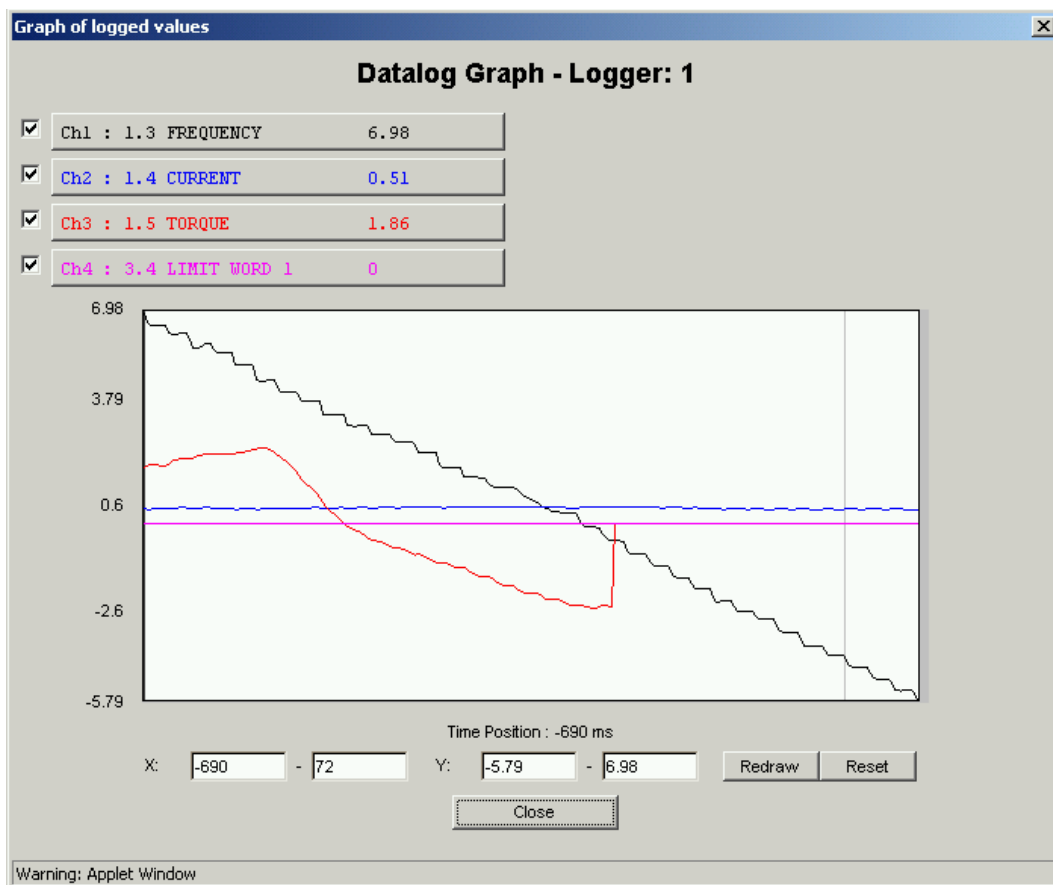 Graph of logged values
Datalog Graph - Logger: 1
Ch1 : 1.3 FREQUENCY 6.98
Ch2 : 1.4 CURRENT 0.51
Ch3 : 1.5 TORQUE 1.86
Ch4 : 3.4 LIMIT WORD 1 0
6.98
3.79
0.6
-2.6
-5.79
Time Position : -690 ms
X: -690 - 72 Y: -5.79 - 6.98 Redraw Reset
Close
Warning: Applet Window